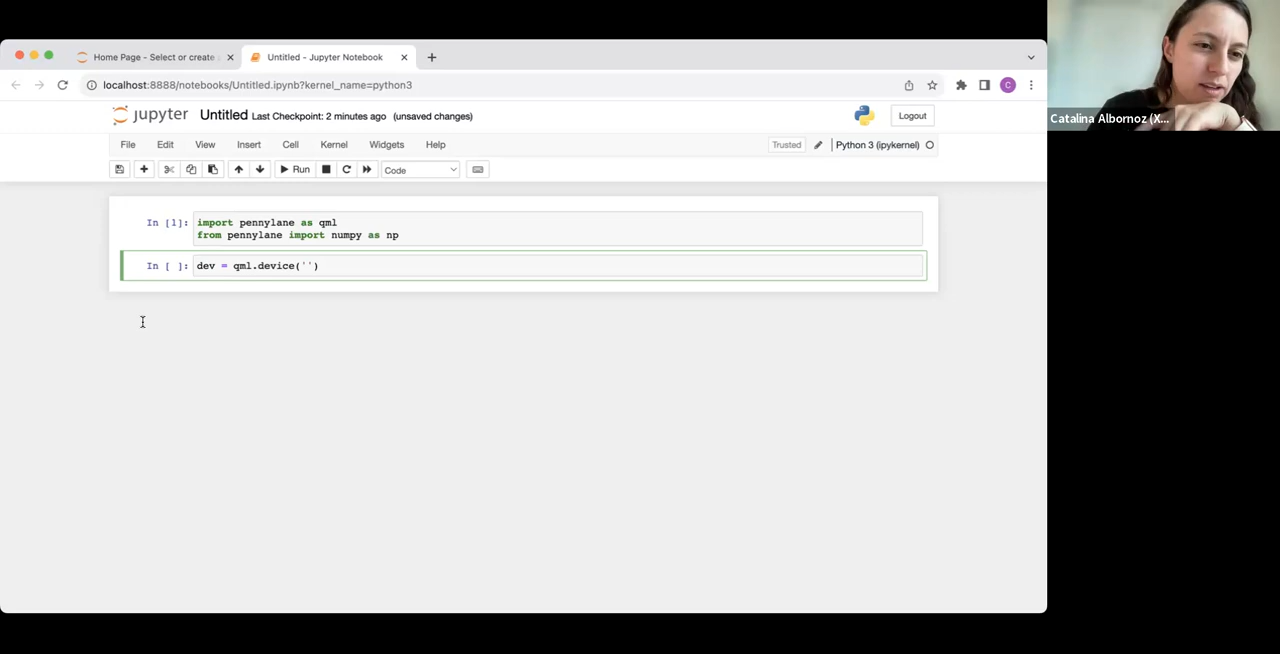 Home Page - Select or create
Untitled - Jupyter Notebook
localhost:8888/notebooks/Untitled.ipynb?kernel_name=python3
C
jupyter Untitled Last Checkpoint: 2 minutes ago (unsaved changes)
Logout
File Edit View Insert Cell Kernel Widgets Help
Trusted Python 3 (ipykernel)
Run Code
In [1]: import pennylane as qml
from pennylane import numpy as np
In [ ]: dev = qml.device('')
Catalina Albornoz (X...